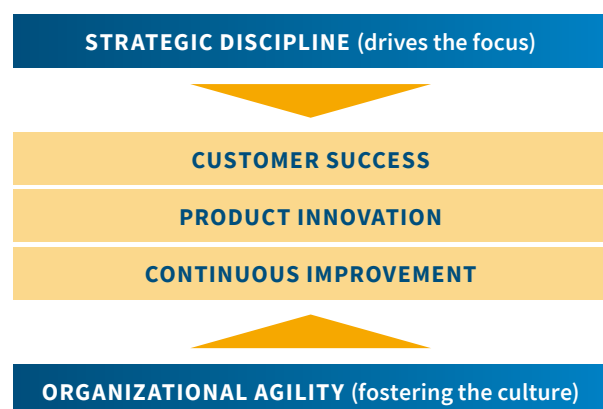 STRATEGIC DISCIPLINE (drives the focus)
CUSTOMER SUCCESS
PRODUCT INNOVATION
CONTINUOUS IMPROVEMENT
ORGANIZATIONAL AGILITY (fostering the culture)